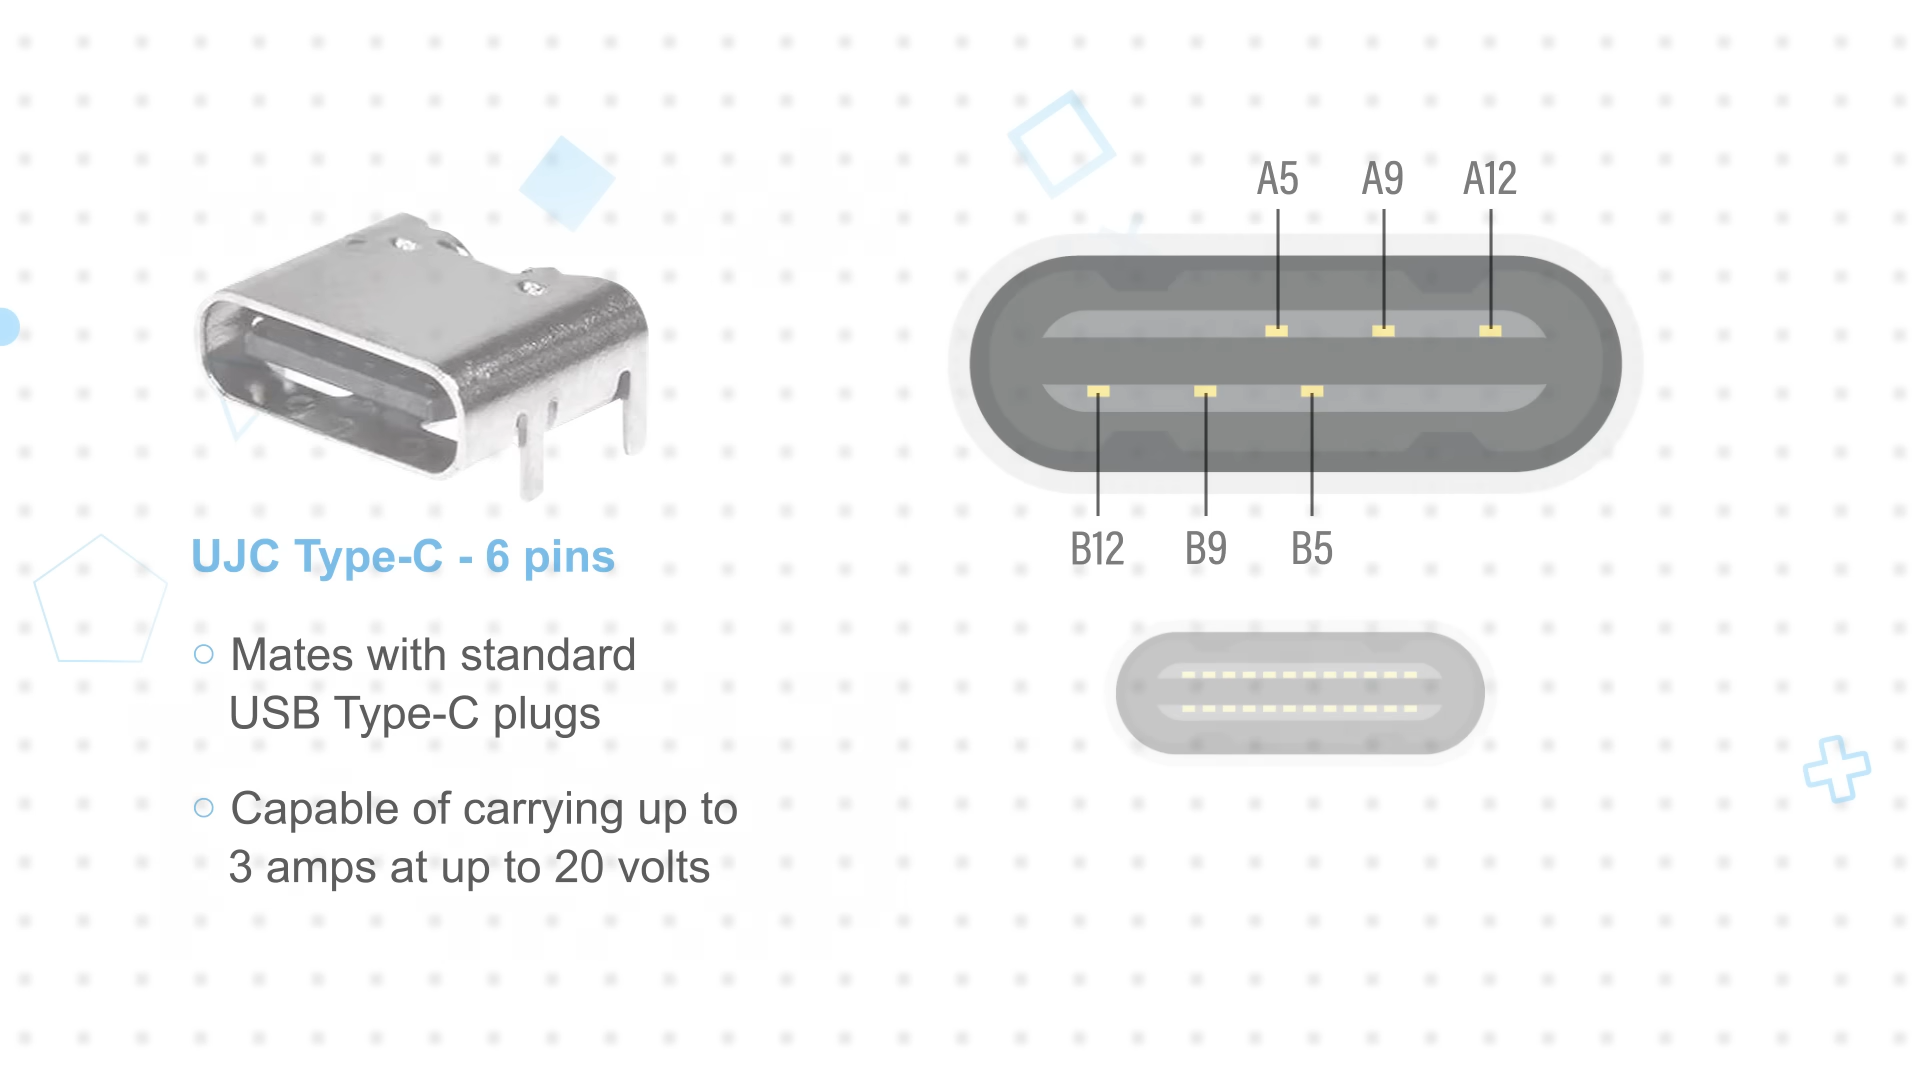 A5 A9 A12
B12 B9 B5
UJC Type-C - 6 pins
Mates with standard
USB Type-C plugs
Capable of carrying up to
3 amps at up to 20 volts